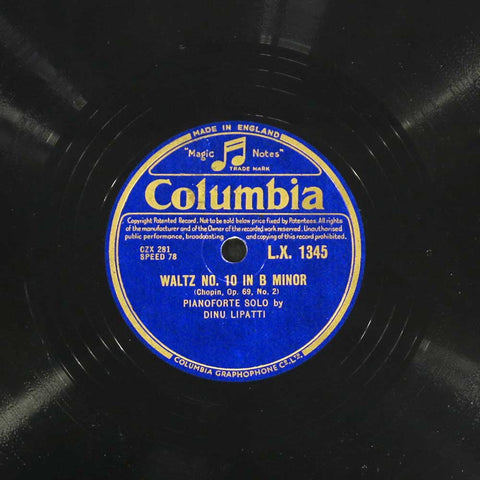 MADE IN ENGLAND
"Magic Notes"
TRADE MARK
Columbia
Copyright Patented Record. Not to be sold below price fixed by Patentees. All rights
of the manufacturer and of the Owner of the recorded work reserved. Unauthorised
public performance, broadcasting and copying of this record prohibited.
CZX 281
SPEED 78
L.X. 1345
WALTZ NO. 10 IN B MINOR
(Chopin, Op. 69, No. 2)
PIANOFORTE SOLO by
DINU LIPATTI
COLUMBIA GRAPHOPHONE CO. LTD.